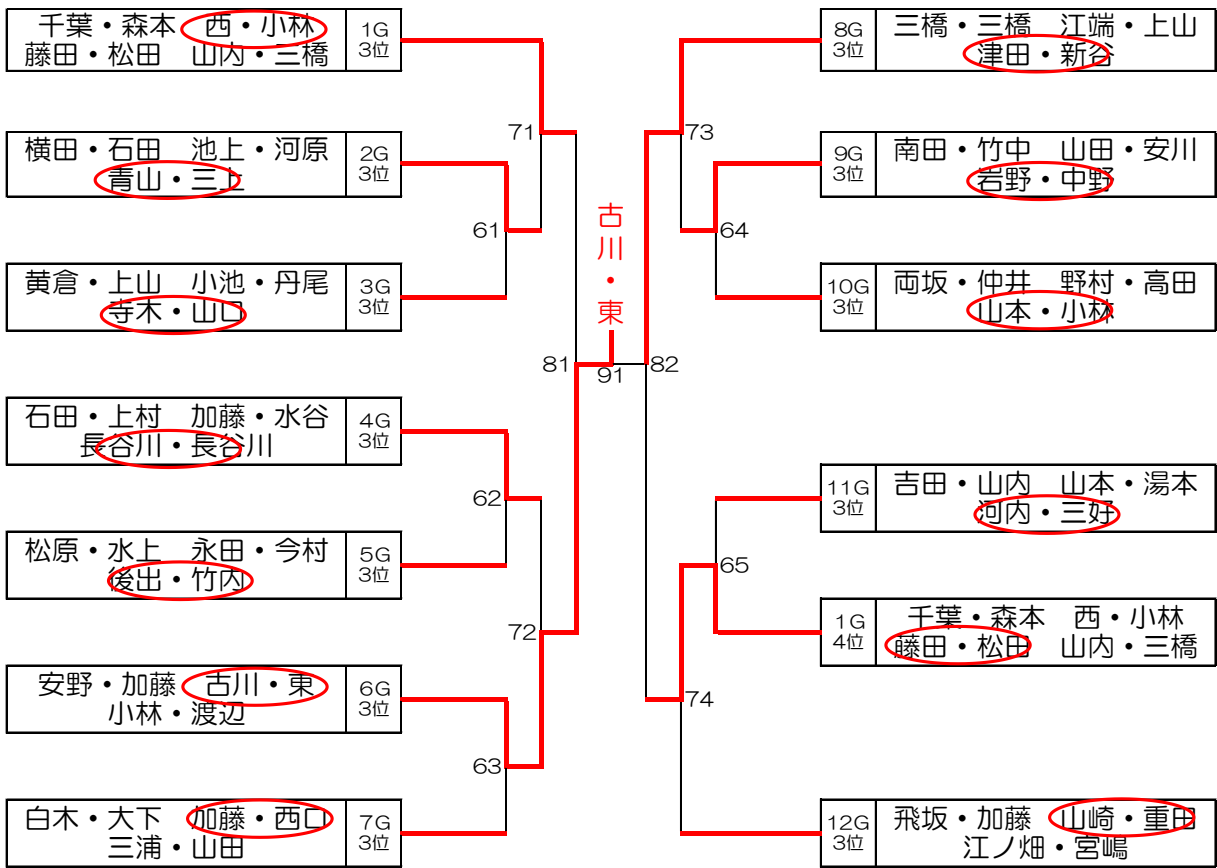 千葉・森本　西・小林
藤田・松田　山内・三橋
1G
3位
横田・石田　池上・河原
青山・三上
2G
3位
黄倉・上山　小池・丹尾
寺木・山口
3G
3位
石田・上村　加藤・水谷
長谷川・長谷川
4G
3位
松原・水上　永田・今村
後出・竹内
5G
3位
安野・加藤　古川・東
小林・渡辺
6G
3位
白木・大下　加藤・西口
三浦・山田
7G
3位
71
61
81
62
72
63
古川・東
91
82
73
64
65
74
8G
3位
三橋・三橋　江端・上山
津田・新谷
9G
3位
南田・竹中　山田・安川
岩野・中野
10G
3位
両坂・仲井　野村・高田
山本・小林
11G
3位
吉田・山内　山本・湯本
河内・三好
1G
4位
千葉・森本　西・小林
藤田・松田　山内・三橋
12G
3位
飛坂・加藤　山崎・重田
江ノ畑・宮嶋